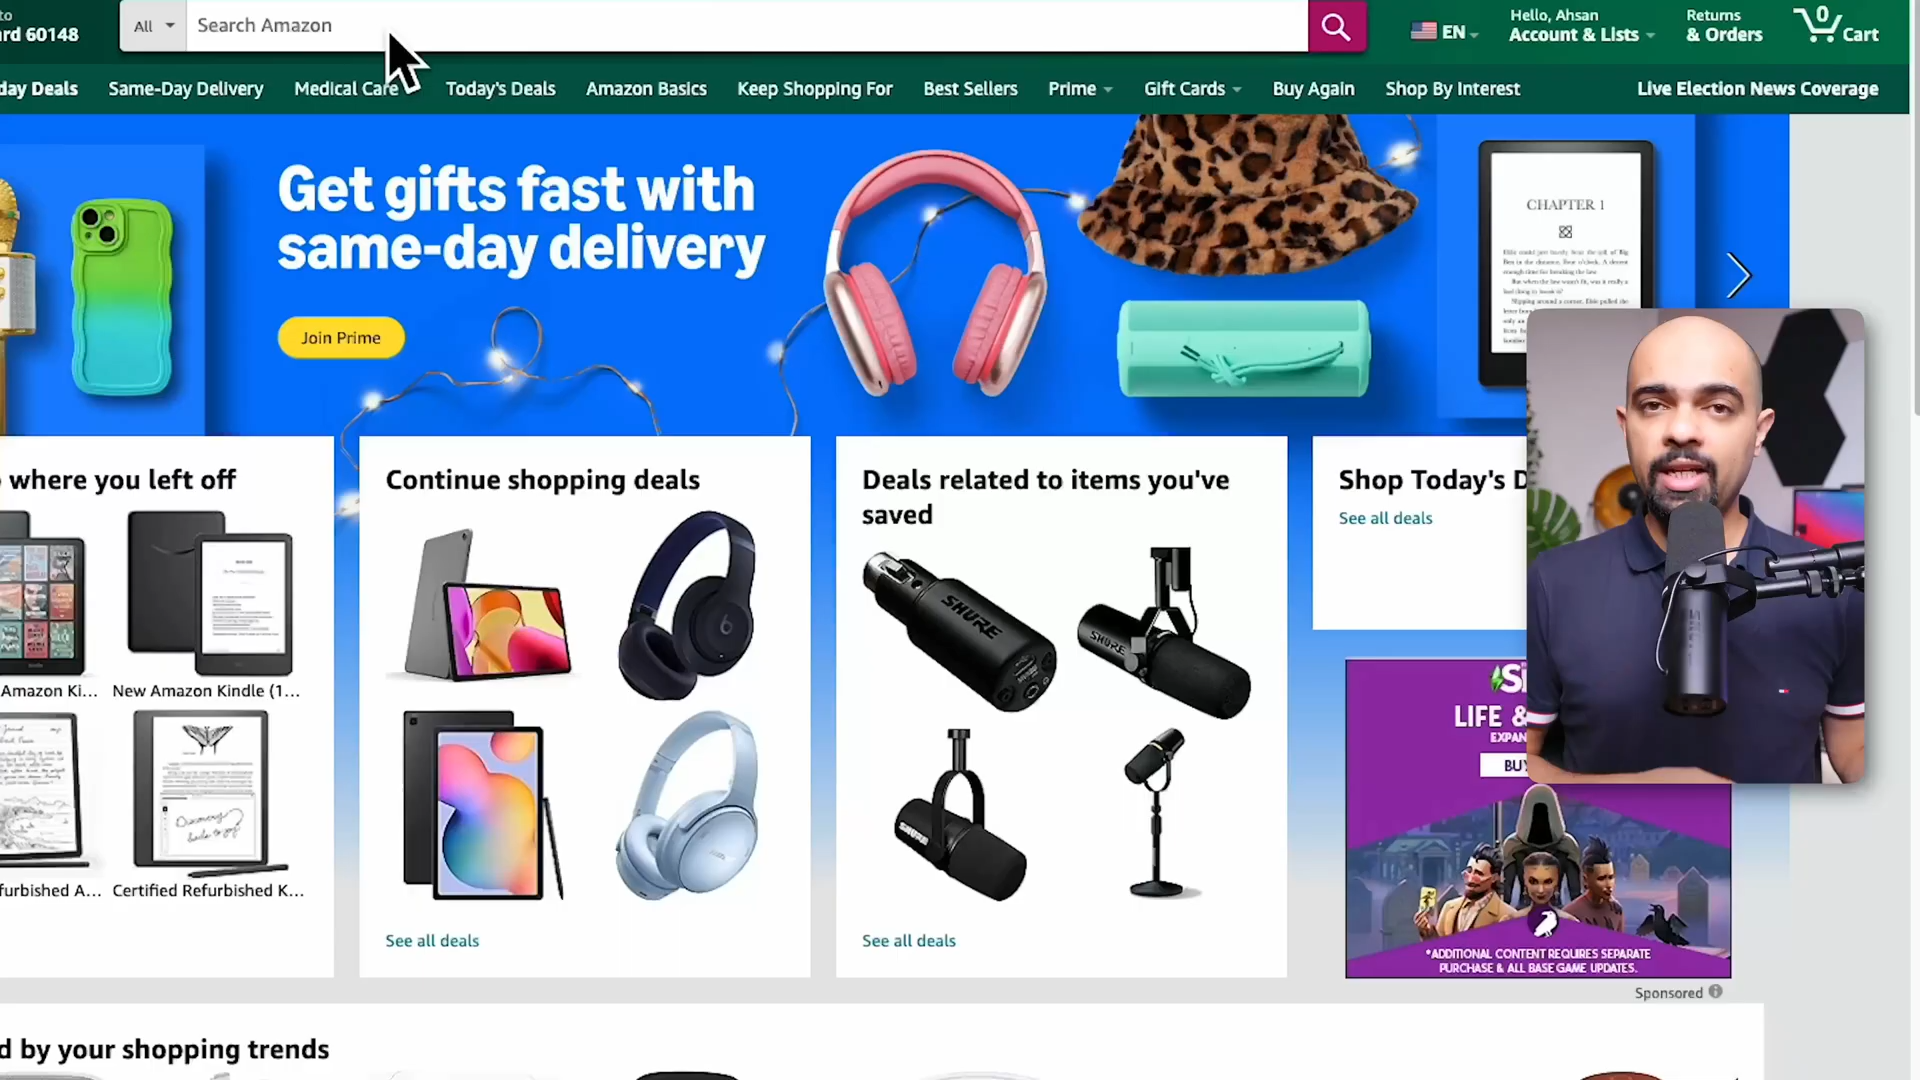 to
rd 60148
All
Search Amazon
EN
Hello, Ahsan
Account & Lists
Returns
& Orders
0
Cart
day Deals
Same-Day Delivery
Medical Care
Today's Deals
Amazon Basics
Keep Shopping For
Best Sellers
Prime
Gift Cards
Buy Again
Shop By Interest
Live Election News Coverage
Get gifts fast with
same-day delivery
Join Prime
CHAPTER 1
where you left off
Amazon Ki...
New Amazon Kindle (1...
furbished A...
Certified Refurbished K...
Continue shopping deals
See all deals
Deals related to items you've
saved
SHURE
SHURE
SHURE
See all deals
Shop Today's D
See all deals
Si
LIFE &
EXPAN
BUY
*ADDITIONAL CONTENT REQUIRES SEPARATE
PURCHASE & ALL BASE GAME UPDATES.
Sponsored
d by your shopping trends